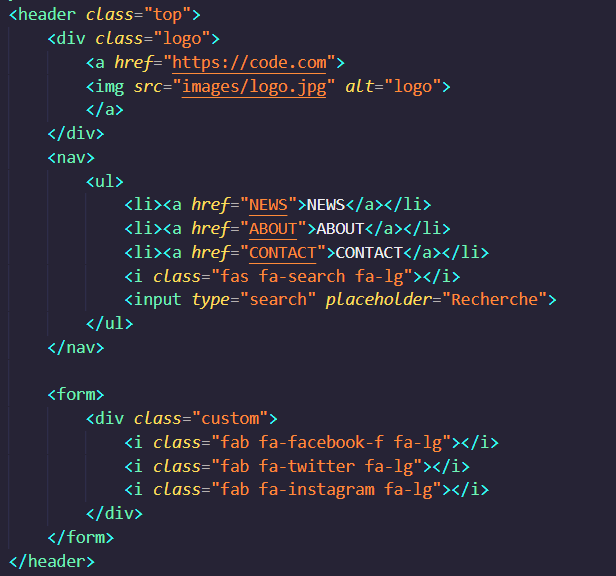 <header class="top">
<div class="logo">
<a href="https://code.com">
<img src="images/logo.jpg" alt="logo">
</a>
</div>
<nav>
<ul>
<li><a href="NEWS">NEWS</a></li>
<li><a href="ABOUT">ABOUT</a></li>
<li><a href="CONTACT">CONTACT</a></li>
<i class="fas fa-search fa-lg"></i>
<input type="search" placeholder="Recherche">
</ul>
</nav>
<form>
<div class="custom">
<i class="fab fa-facebook-f fa-lg"></i>
<i class="fab fa-twitter fa-lg"></i>
<i class="fab fa-instagram fa-lg"></i>
</div>
</form>
</header>